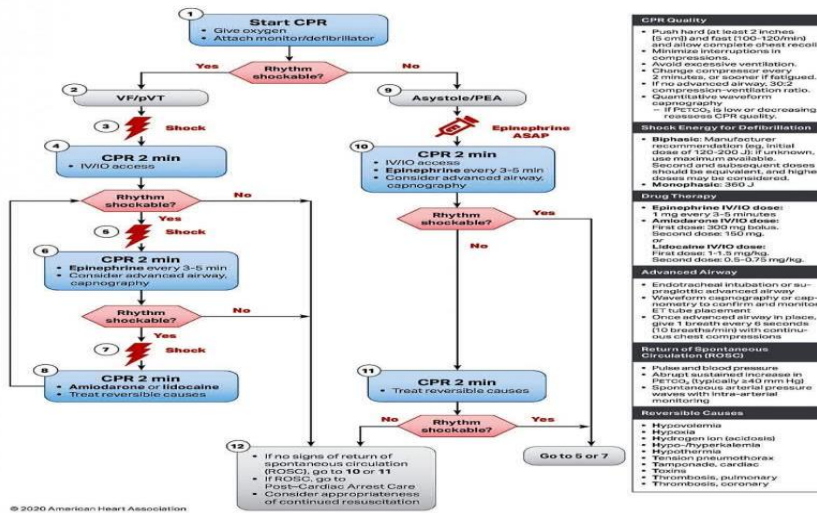 1
Start CPR
• Give oxygen
• Attach monitor/defibrillator
Yes
Rhythm
shockable?
No
2
VF/pVT
9
Asystole/PEA
3
Shock
Epinephrine
ASAP
4
CPR 2 min
• IV/IO access
10
CPR 2 min
• IV/IO access
• Epinephrine every 3-5 min
• Consider advanced airway,
capnography
Rhythm
shockable?
No
Yes
5
Shock
Rhythm
shockable?
Yes
No
6
CPR 2 min
• Epinephrine every 3-5 min
• Consider advanced airway,
capnography
Rhythm
shockable?
No
Yes
7
Shock
8
CPR 2 min
• Amiodarone or lidocaine
• Treat reversible causes
11
CPR 2 min
• Treat reversible causes
No
Rhythm
shockable?
Yes
12
• If no signs of return of
spontaneous circulation
(ROSC), go to 10 or 11
• If ROSC, go to
Post–Cardiac Arrest Care
• Consider appropriateness
of continued resuscitation
Go to 5 or 7
© 2020 American Heart Association
CPR Quality
• Push hard (at least 2 inches
[5 cm]) and fast (100-120/min)
and allow complete chest recoil.
• Minimize interruptions in
compressions.
• Avoid excessive ventilation.
• Change compressor every
2 minutes, or sooner if fatigued.
• If no advanced airway, 30:2
compression-ventilation ratio.
• Quantitative waveform
capnography
– If PETCO₂ is low or decreasing,
reassess CPR quality.
Shock Energy for Defibrillation
• Biphasic: Manufacturer
recommendation (eg, initial
dose of 120-200 J); if unknown,
use maximum available.
Second and subsequent doses
should be equivalent, and higher
doses may be considered.
• Monophasic: 360 J
Drug Therapy
• Epinephrine IV/IO dose:
1 mg every 3-5 minutes
• Amiodarone IV/IO dose:
First dose: 300 mg bolus.
Second dose: 150 mg.
or
Lidocaine IV/IO dose:
First dose: 1-1.5 mg/kg.
Second dose: 0.5-0.75 mg/kg.
Advanced Airway
• Endotracheal intubation or su-
praglottic advanced airway
• Waveform capnography or cap-
nometry to confirm and monitor
ET tube placement
• Once advanced airway in place,
give 1 breath every 6 seconds
(10 breaths/min) with continu-
ous chest compressions
Return of Spontaneous
Circulation (ROSC)
• Pulse and blood pressure
• Abrupt sustained increase in
PETCO₂ (typically ≥40 mm Hg)
• Spontaneous arterial pressure
waves with intra-arterial
monitoring
Reversible Causes
• Hypovolemia
• Hypoxia
• Hydrogen ion (acidosis)
• Hypo-/hyperkalemia
• Hypothermia
• Tension pneumothorax
• Tamponade, cardiac
• Toxins
• Thrombosis, pulmonary
• Thrombosis, coronary